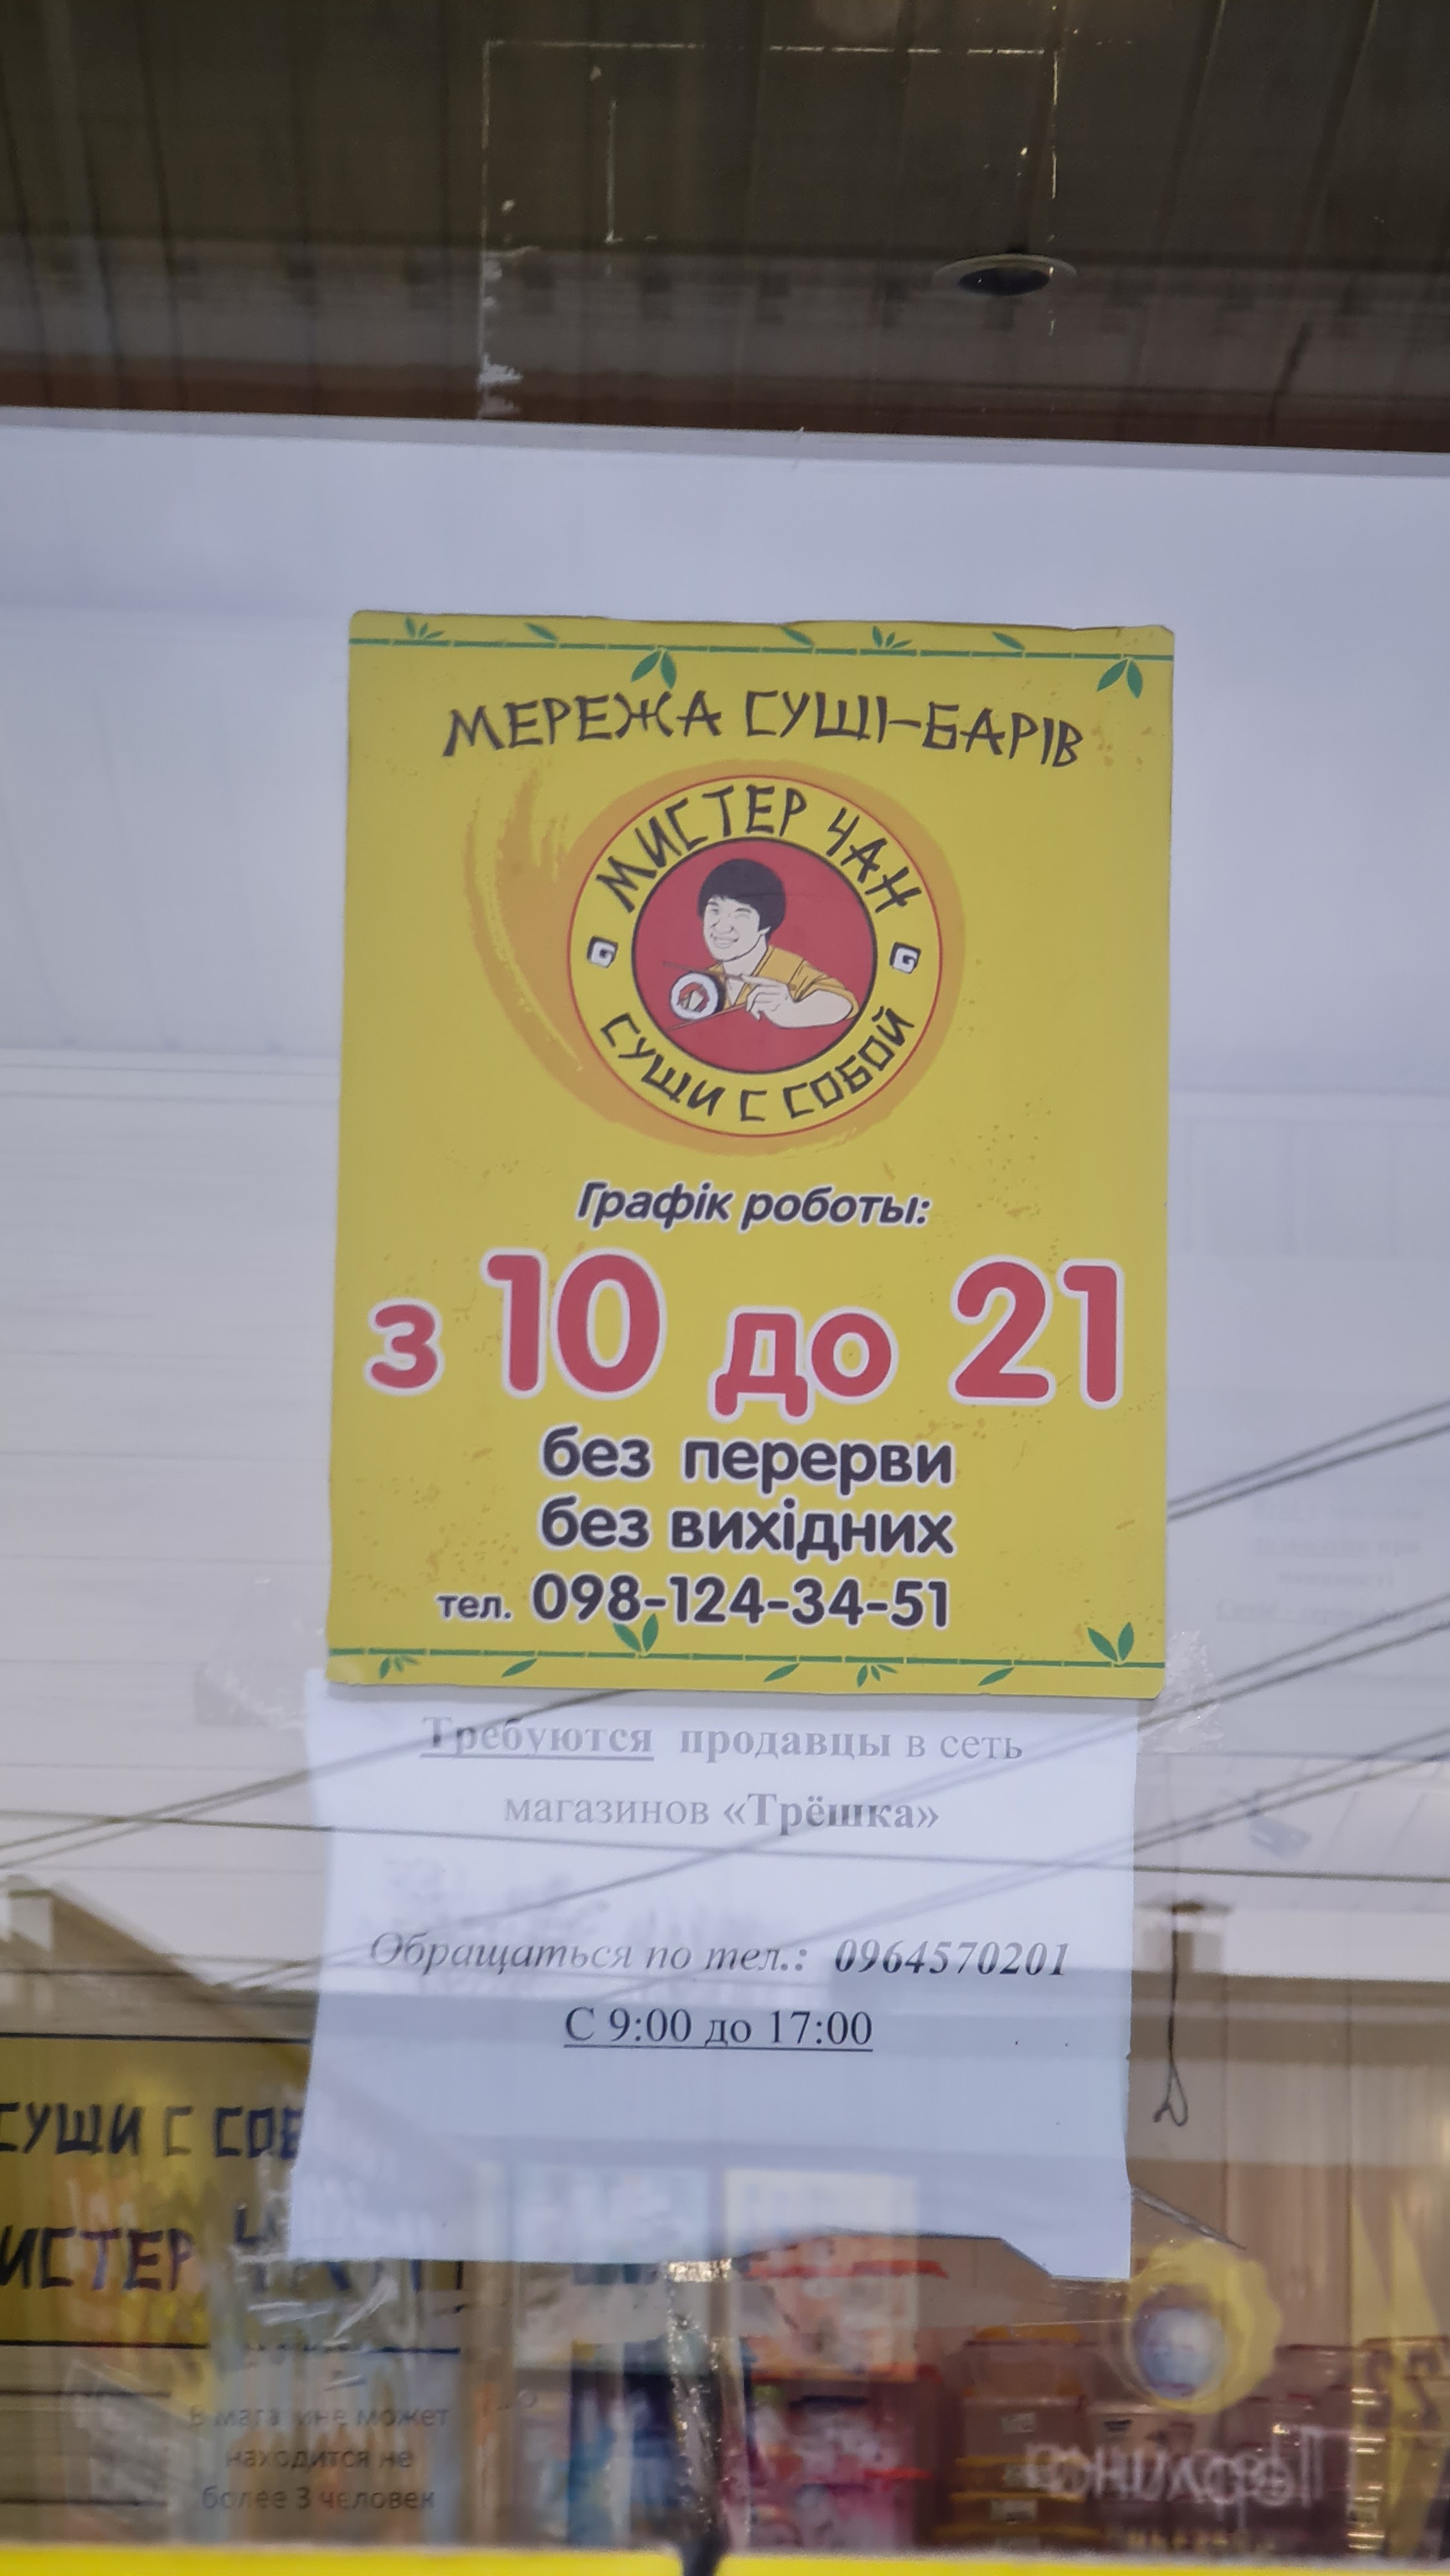 МЕРЕЖА СУШІ-БАРІВ
МИСТЕР ЧАН
СУШИ С СОБОЙ
Графік роботы:
з 10 до 21
без перерви
без вихідних
тел. 098-124-34-51
Требуются продавцы в сеть
магазинов «Трёшка»
Обращаться по тел.: 0964570201
С 9:00 до 17:00
СУШИ С СОБ
ИСТЕР ЧАН
В магазине может
находится не
более 3 человек